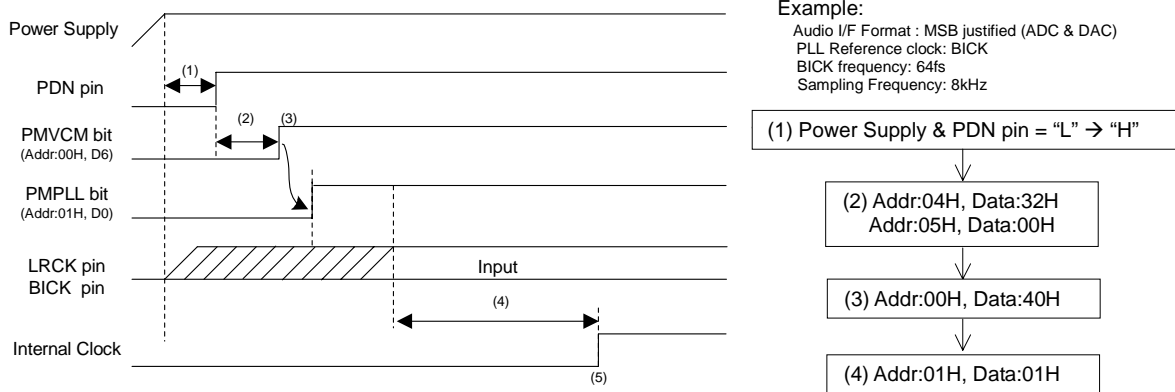 Power Supply
(1)
PDN pin
(2)
(3)
PMVCM bit
(Addr:00H, D6)
PMPLL bit
(Addr:01H, D0)
LRCK pin
BICK pin
Input
(4)
Internal Clock
(5)
Example:
Audio I/F Format : MSB justified (ADC & DAC)
PLL Reference clock: BICK
BICK frequency: 64fs
Sampling Frequency: 8kHz
(1) Power Supply & PDN pin = “L” → “H”
(2) Addr:04H, Data:32H
Addr:05H, Data:00H
(3) Addr:00H, Data:40H
(4) Addr:01H, Data:01H